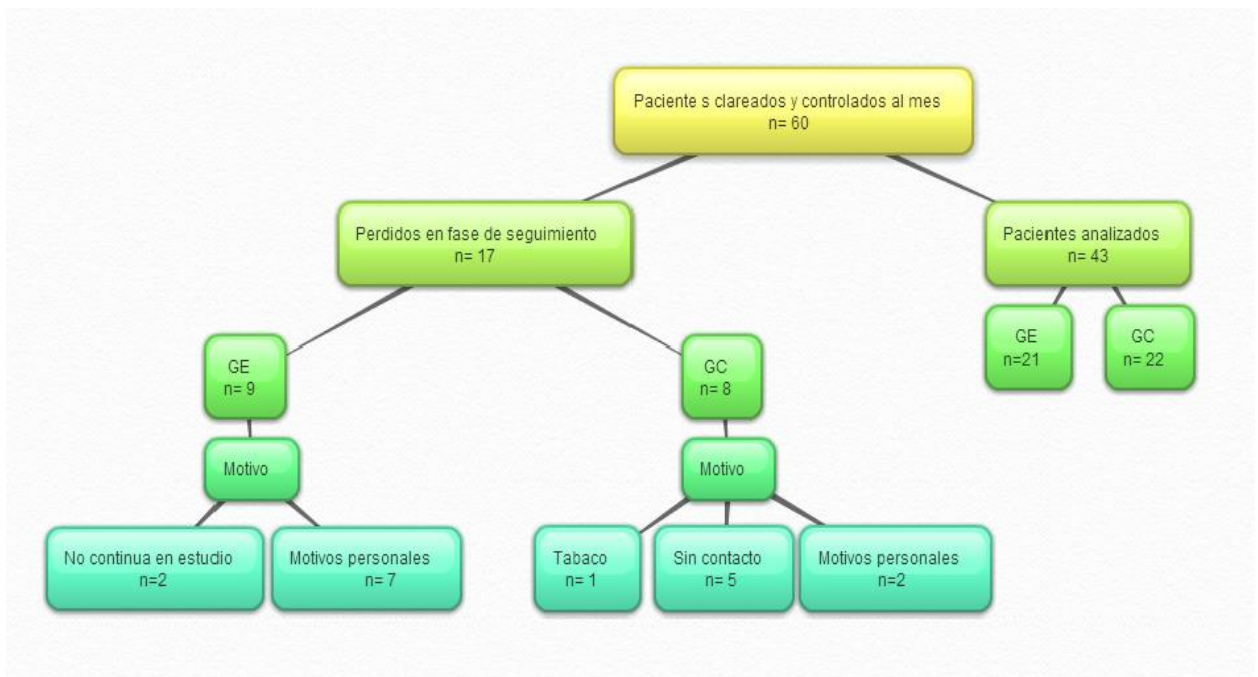 Paciente s clareados y controlados al mes
n= 60
Perdidos en fase de seguimiento
n= 17
Pacientes analizados
n= 43
GE
n=21
GC
n= 22
GE
n= 9
GC
n= 8
Motivo
Motivo
No continua en estudio
n=2
Motivos personales
n= 7
Tabaco
n= 1
Sin contacto
n= 5
Motivos personales
n=2